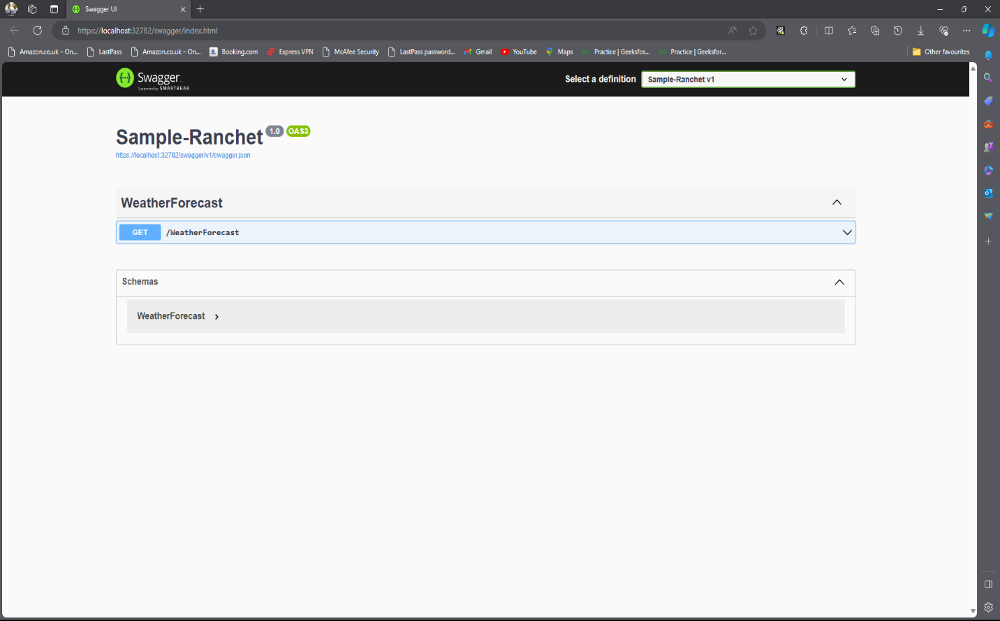 Swagger UI
https://localhost:32782/swagger/index.html
Amazon.co.uk – On... LastPass Amazon.co.uk – On... Booking.com Express VPN McAfee Security LastPass password... Gmail YouTube Maps Practice | Geeksfor... Practice | Geeksfor... Other favourites
Swagger.
Supported by SMARTBEAR
Select a definition Sample-Ranchet v1
Sample-Ranchet 1.0 OAS3
https://localhost:32782/swagger/v1/swagger.json
WeatherForecast
GET /WeatherForecast
Schemas
WeatherForecast